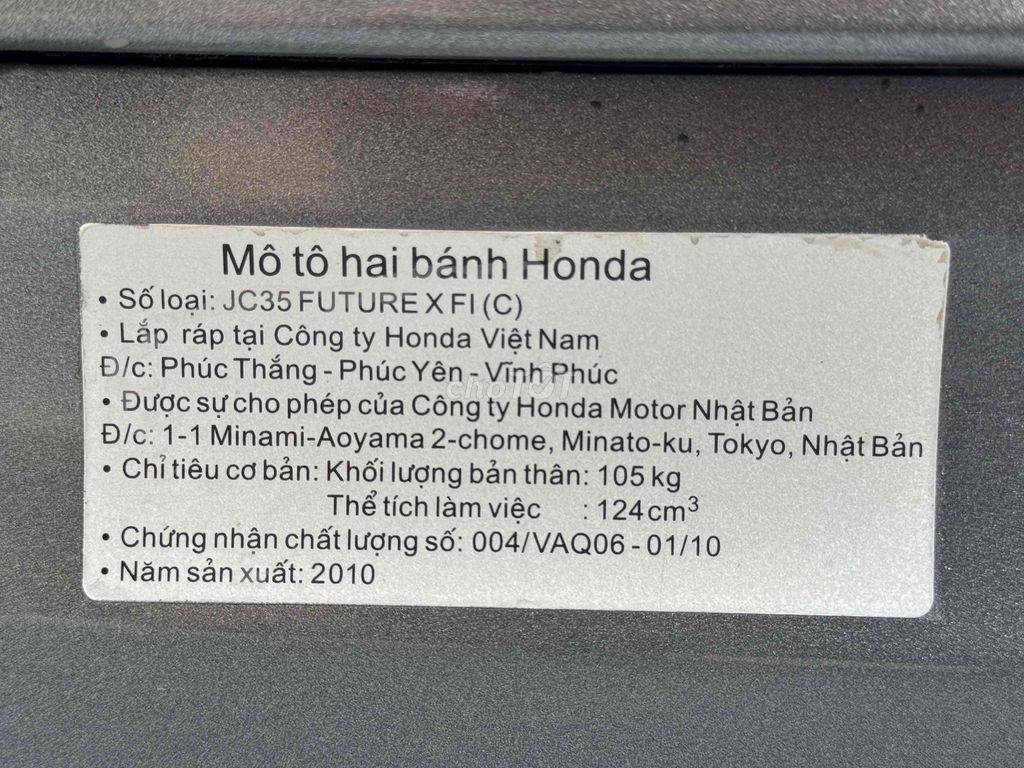 Mô tô hai bánh Honda
• Số loại: JC35 FUTURE X FI (C)
• Lắp ráp tại Công ty Honda Việt Nam
Đ/c: Phúc Thắng - Phúc Yên - Vĩnh Phúc
• Được sự cho phép của Công ty Honda Motor Nhật Bản
Đ/c: 1-1 Minami-Aoyama 2-chome, Minato-ku, Tokyo, Nhật Bản
• Chỉ tiêu cơ bản: Khối lượng bản thân: 105 kg
Thể tích làm việc : 124cm³
• Chứng nhận chất lượng số: 004/VAQ06 - 01/10
• Năm sản xuất: 2010